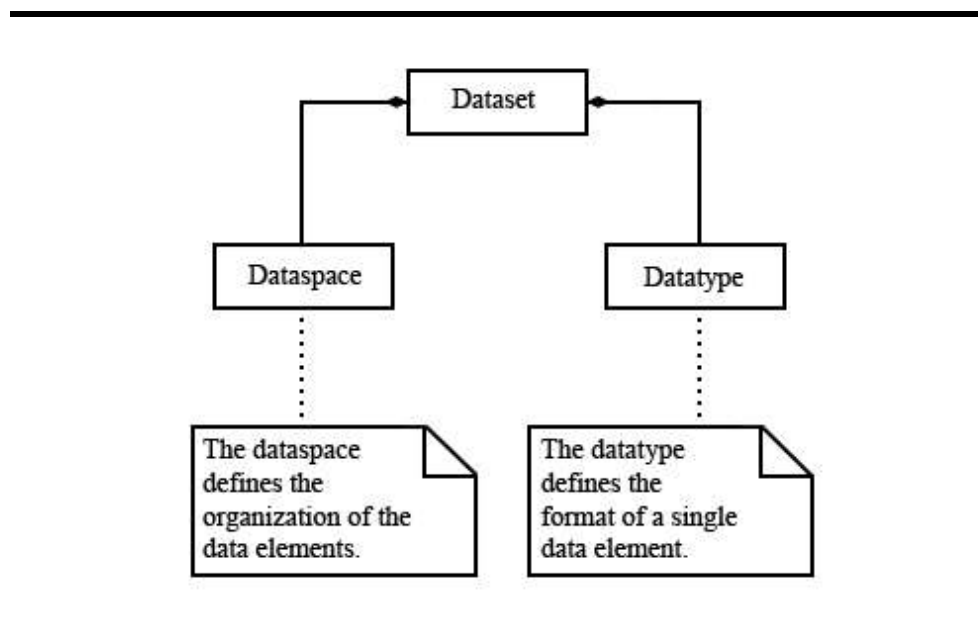 Dataset
Dataspace
Datatype
The dataspace
defines the
organization of the
data elements.
The datatype
defines the
format of a single
data element.